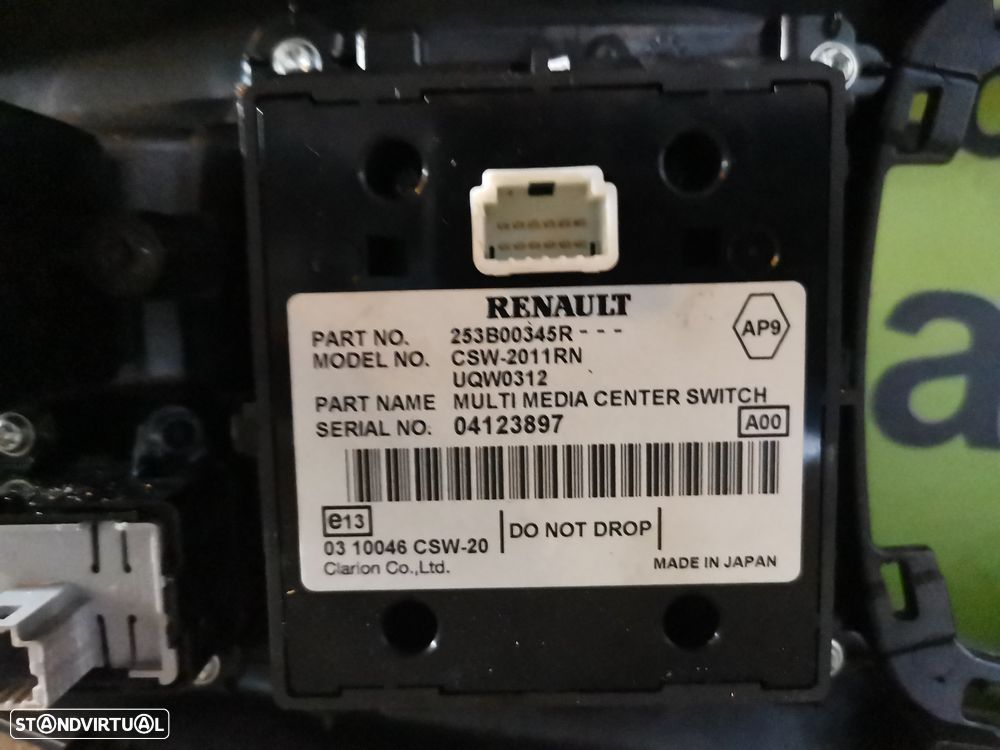 RENAULT
AP9
PART NO. 253B00345R - - -
MODEL NO. CSW-2011RN
UQW0312
PART NAME MULTI MEDIA CENTER SWITCH
SERIAL NO. 04123897 A00
e13
DO NOT DROP
03 10046 CSW-20
Clarion Co.,Ltd. MADE IN JAPAN
a
STANDVIRTUAL